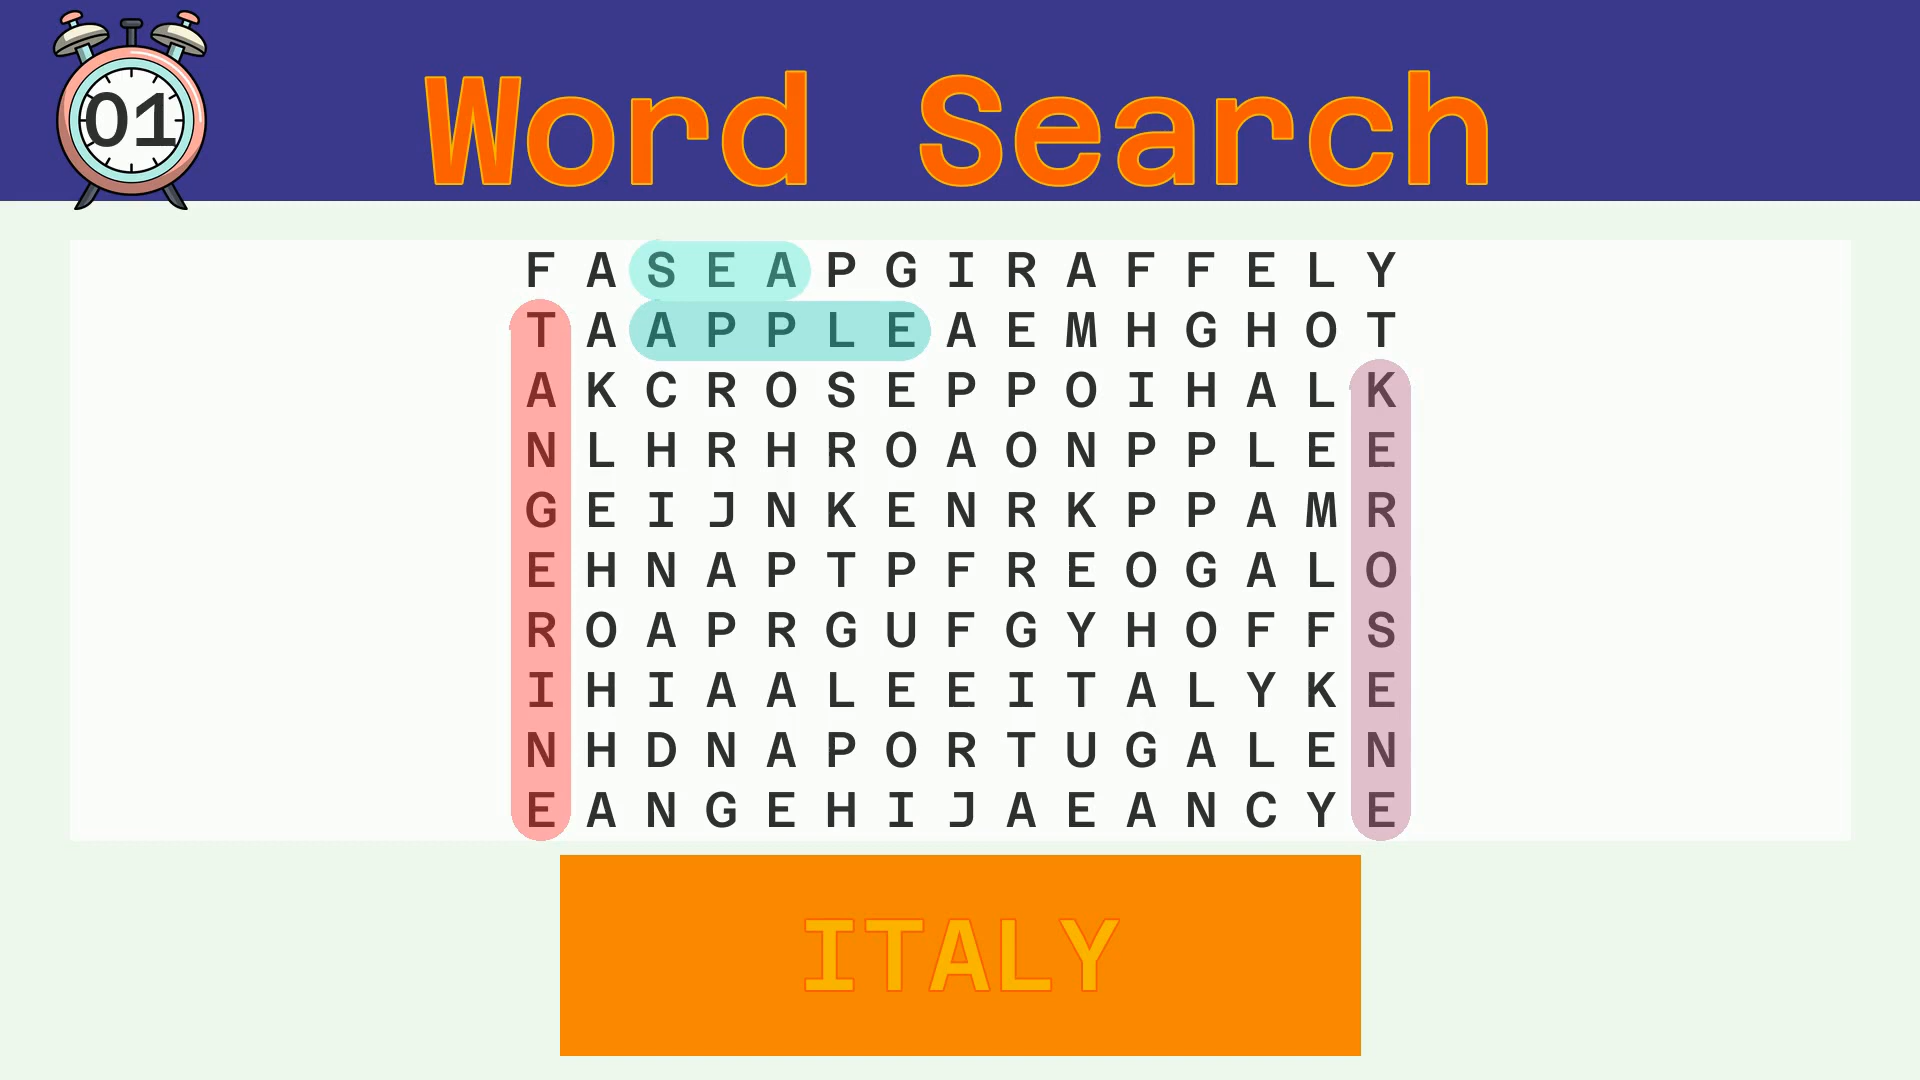 01
Word Search
F A S E A P G I R A F F E L Y
T A A P P L E A E M H G H O T
A K C R O S E P P O I H A L K
N L H R H R O A O N P P L E E
G E I J N K E N R K P P A M R
E H N A P T P F R E O G A L O
R O A P R G U F G Y H O F F S
I H I A A L E E I T A L Y K E
N H D N A P O R T U G A L E N
E A N G E H I J A E A N C Y E
ITALY